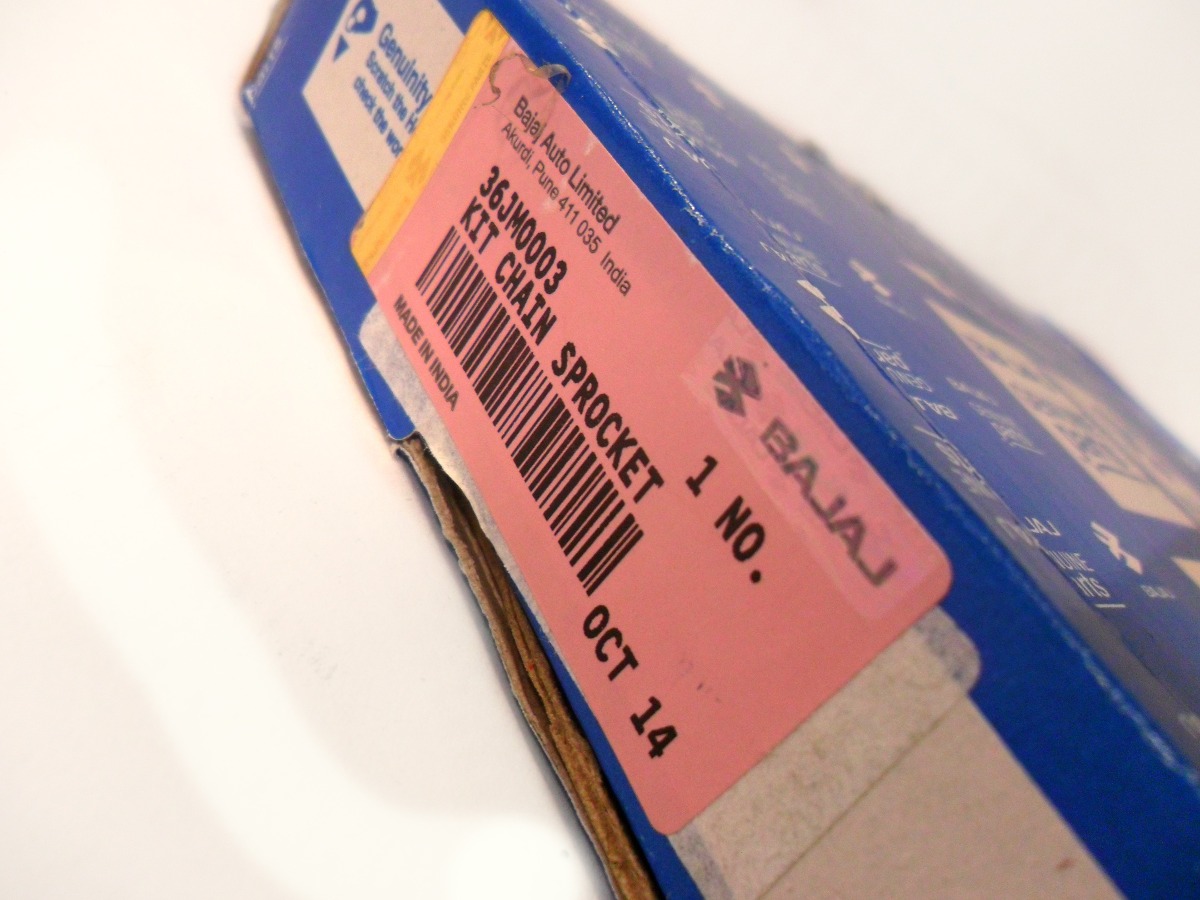 Genuinity
Scratch the
check the
Bajaj Auto Limited
Akurdi, Pune 411 035 India
36JM0003
KIT CHAIN SPROCKET
1 NO.
MADE IN INDIA
OCT 14
BAJAJ
BAJAJ